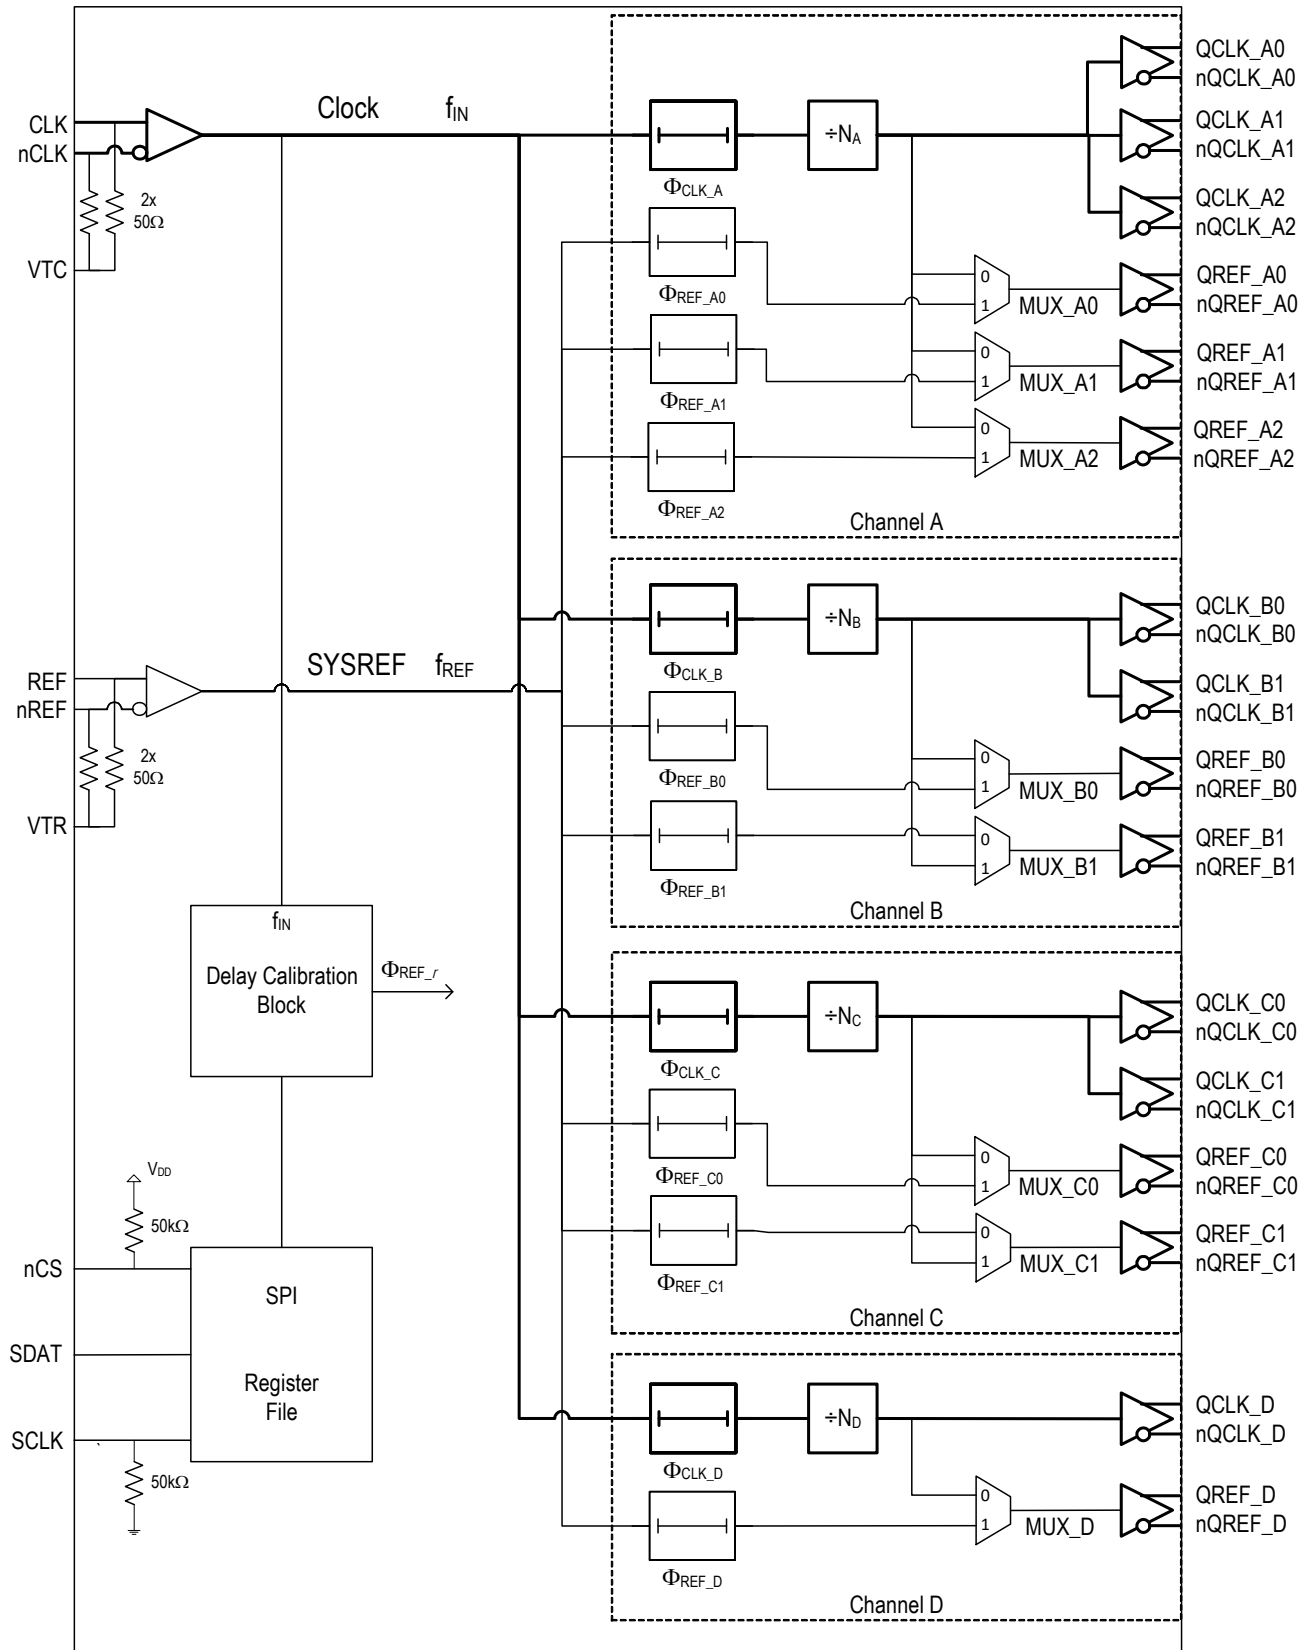 CLK
nCLK
2x
50Ω
VTC
Clock
fIN
REF
nREF
2x
50Ω
VTR
SYSREF
fREF
fIN
Delay Calibration
Block
ΦREF_r
VDD
50kΩ
nCS
SPI
SDAT
Register
File
SCLK
50kΩ
ΦCLK_A
÷NA
ΦREF_A0
ΦREF_A1
ΦREF_A2
0
1
MUX_A0
0
1
MUX_A1
0
1
MUX_A2
QCLK_A0
nQCLK_A0
QCLK_A1
nQCLK_A1
QCLK_A2
nQCLK_A2
QREF_A0
nQREF_A0
QREF_A1
nQREF_A1
QREF_A2
nQREF_A2
Channel A
ΦCLK_B
÷NB
ΦREF_B0
ΦREF_B1
0
1
MUX_B0
0
1
MUX_B1
QCLK_B0
nQCLK_B0
QCLK_B1
nQCLK_B1
QREF_B0
nQREF_B0
QREF_B1
nQREF_B1
Channel B
ΦCLK_C
÷NC
ΦREF_C0
ΦREF_C1
0
1
MUX_C0
0
1
MUX_C1
QCLK_C0
nQCLK_C0
QCLK_C1
nQCLK_C1
QREF_C0
nQREF_C0
QREF_C1
nQREF_C1
Channel C
ΦCLK_D
÷ND
ΦREF_D
0
1
MUX_D
QCLK_D
nQCLK_D
QREF_D
nQREF_D
Channel D